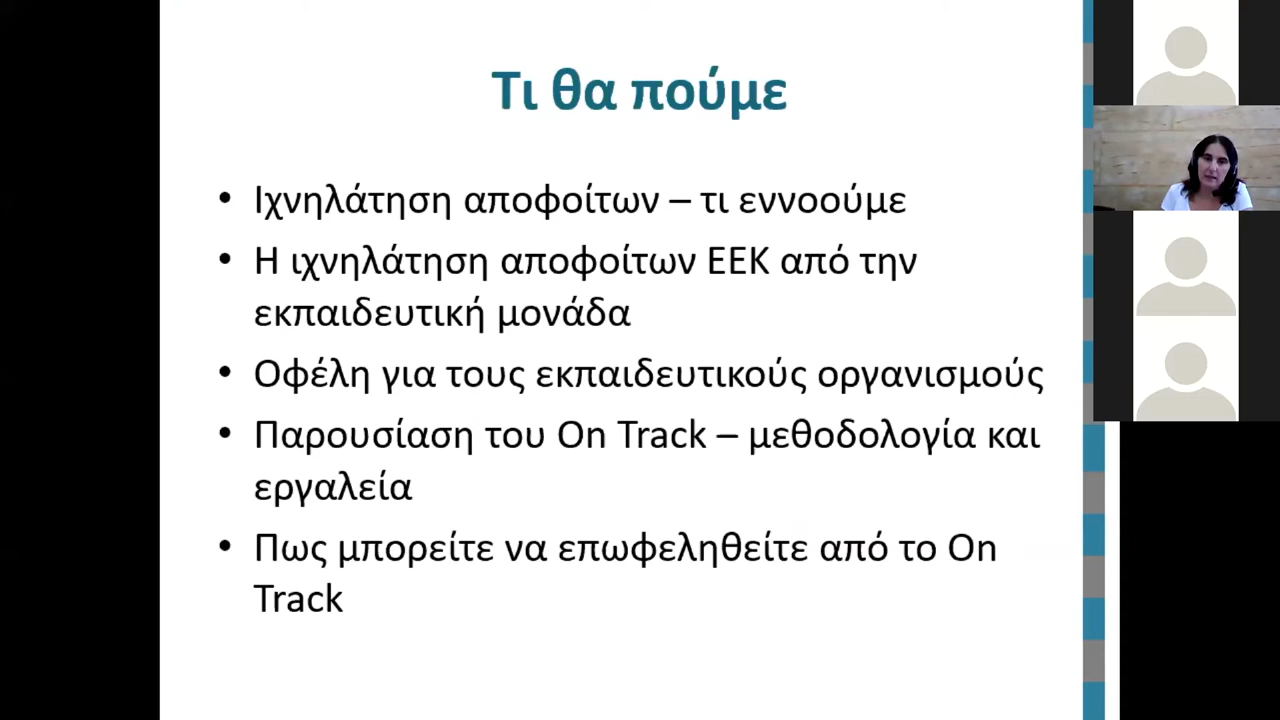 Τι θα πούμε
• Ιχνηλάτηση αποφοίτων – τι εννοούμε
• Η ιχνηλάτηση αποφοίτων ΕΕΚ από την
εκπαιδευτική μονάδα
• Οφέλη για τους εκπαιδευτικούς οργανισμούς
• Παρουσίαση του On Track – μεθοδολογία και
εργαλεία
• Πως μπορείτε να επωφεληθείτε από το On
Track